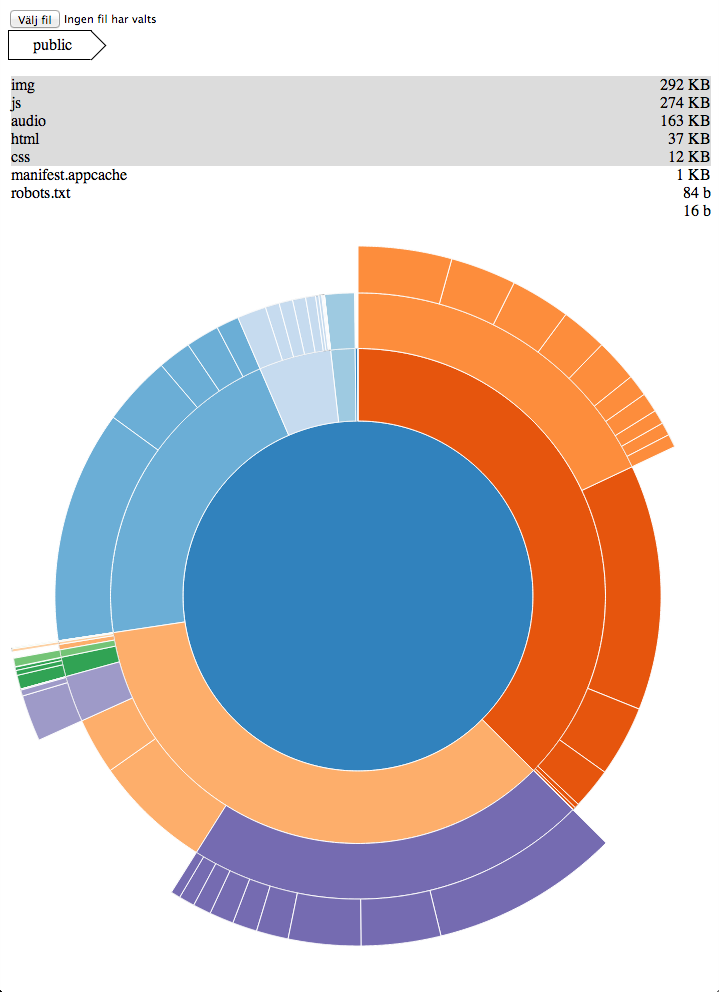 Välj fil Ingen fil har valts
public
img 292 KB
js 274 KB
audio 163 KB
html 37 KB
css 12 KB
manifest.appcache 1 KB
robots.txt 84 b
16 b